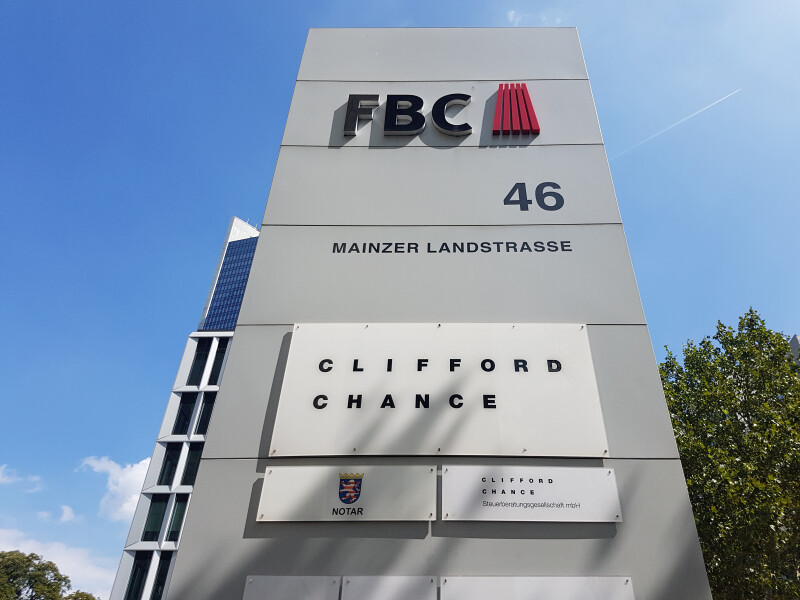 FBC
46
MAINZER LANDSTRASSE
CLIFFORD
CHANCE
NOTAR
CLIFFORD
CHANCE
Steuerberatungsgesellschaft mbH